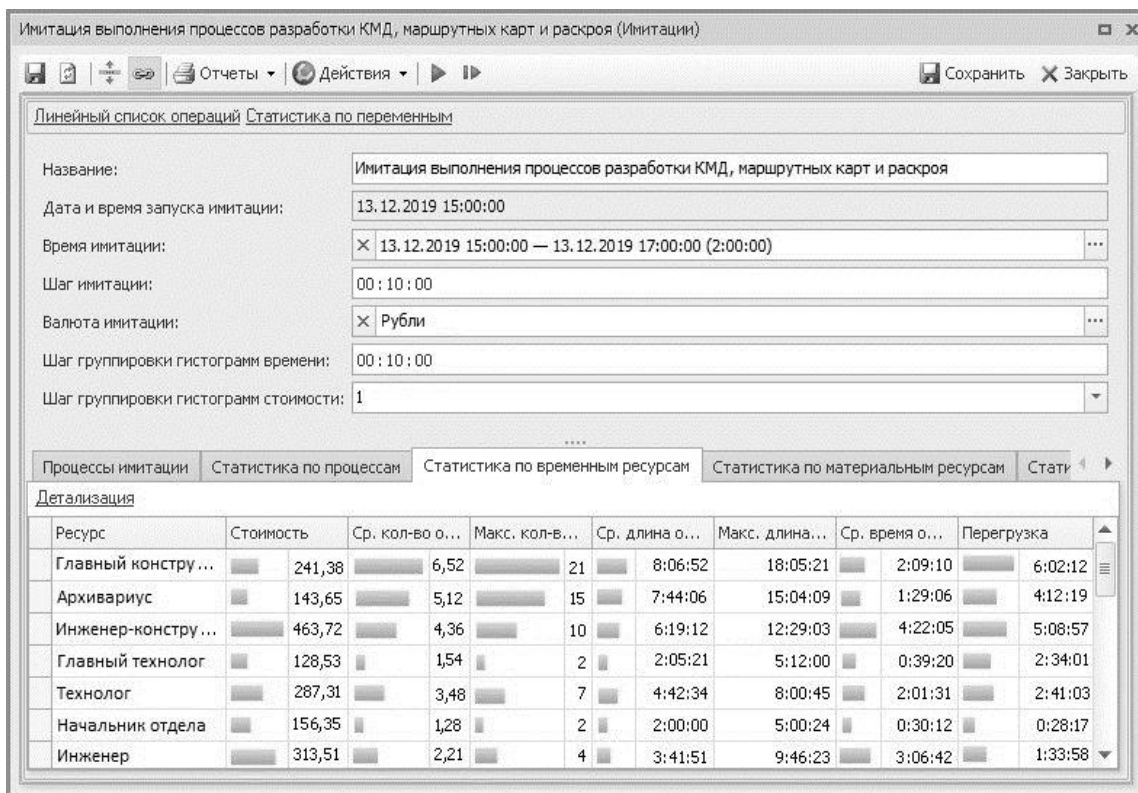 Имитация выполнения процессов разработки КМД, маршрутных карт и раскроя (Имитации)
Отчеты Действия Сохранить Закрыть
Линейный список операций Статистика по переменным
Название: Имитация выполнения процессов разработки КМД, маршрутных карт и раскроя
Дата и время запуска имитации: 13.12.2019 15:00:00
Время имитации: 13.12.2019 15:00:00 — 13.12.2019 17:00:00 (2:00:00) ...
Шаг имитации: 00:10:00
Валюта имитации: Рубли ...
Шаг группировки гистограмм времени: 00:10:00
Шаг группировки гистограмм стоимости: 1
Процессы имитации Статистика по процессам Статистика по временным ресурсам Статистика по материальным ресурсам Стати
Детализация
Ресурс Стоимость Ср. кол-во о... Макс. кол-в... Ср. длина о... Макс. длина... Ср. время о... Перегрузка
Главный констру... 241,38 6,52 21 8:06:52 18:05:21 2:09:10 6:02:12
Архивариус 143,65 5,12 15 7:44:06 15:04:09 1:29:06 4:12:19
Инженер-констру... 463,72 4,36 10 6:19:12 12:29:03 4:22:05 5:08:57
Главный технолог 128,53 1,54 2 2:05:21 5:12:00 0:39:20 2:34:01
Технолог 287,31 3,48 7 4:42:34 8:00:45 2:01:31 2:41:03
Начальник отдела 156,35 1,28 2 2:00:00 5:00:24 0:30:12 0:28:17
Инженер 313,51 2,21 4 3:41:51 9:46:23 3:06:42 1:33:58